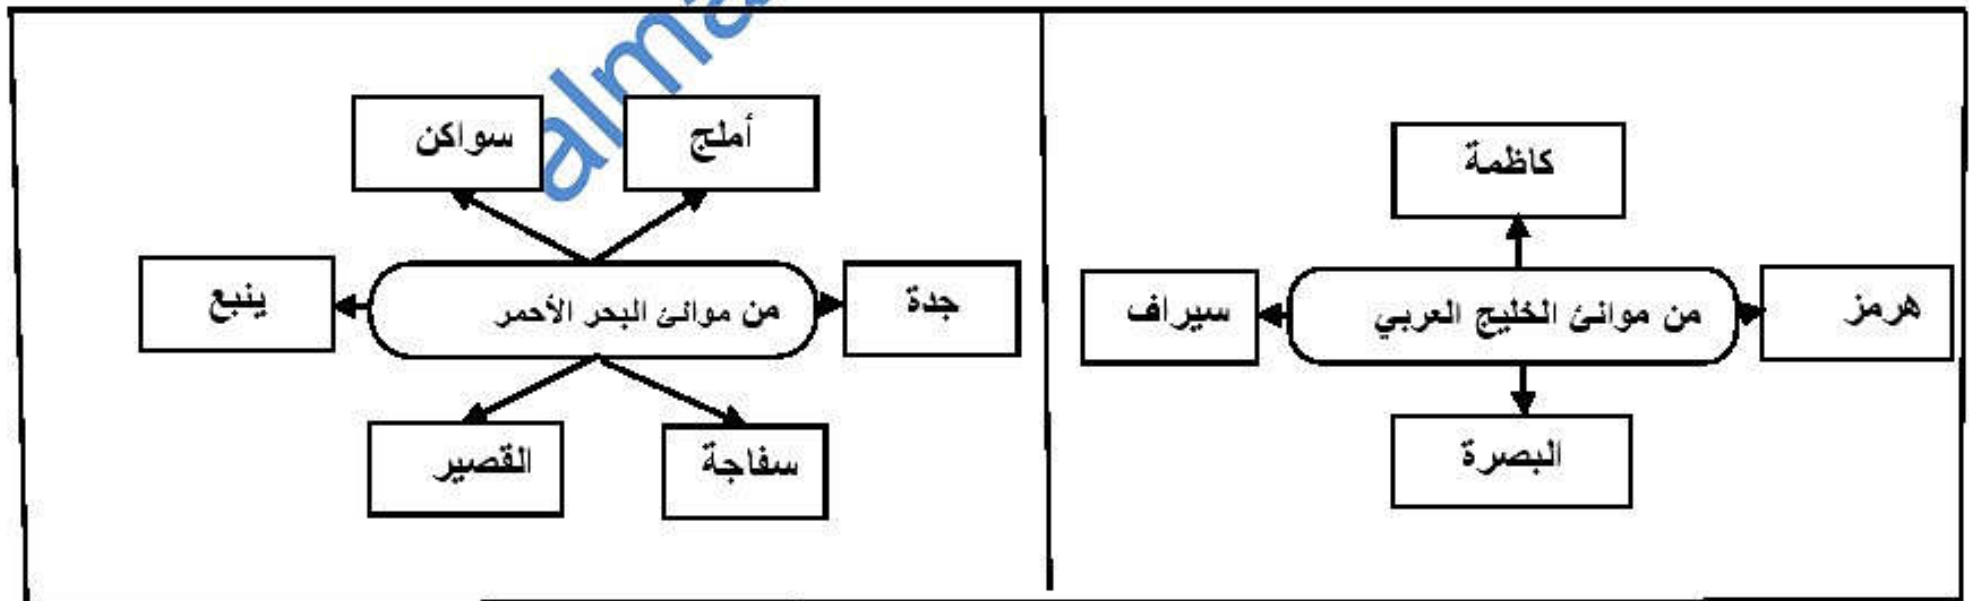 كاظمة
هرمز
من موانئ الخليج العربي
سيراف
البصرة
أملج
سواكن
جدة
من موانئ البحر الأحمر
ينبع
سفاجة
القصير
alma